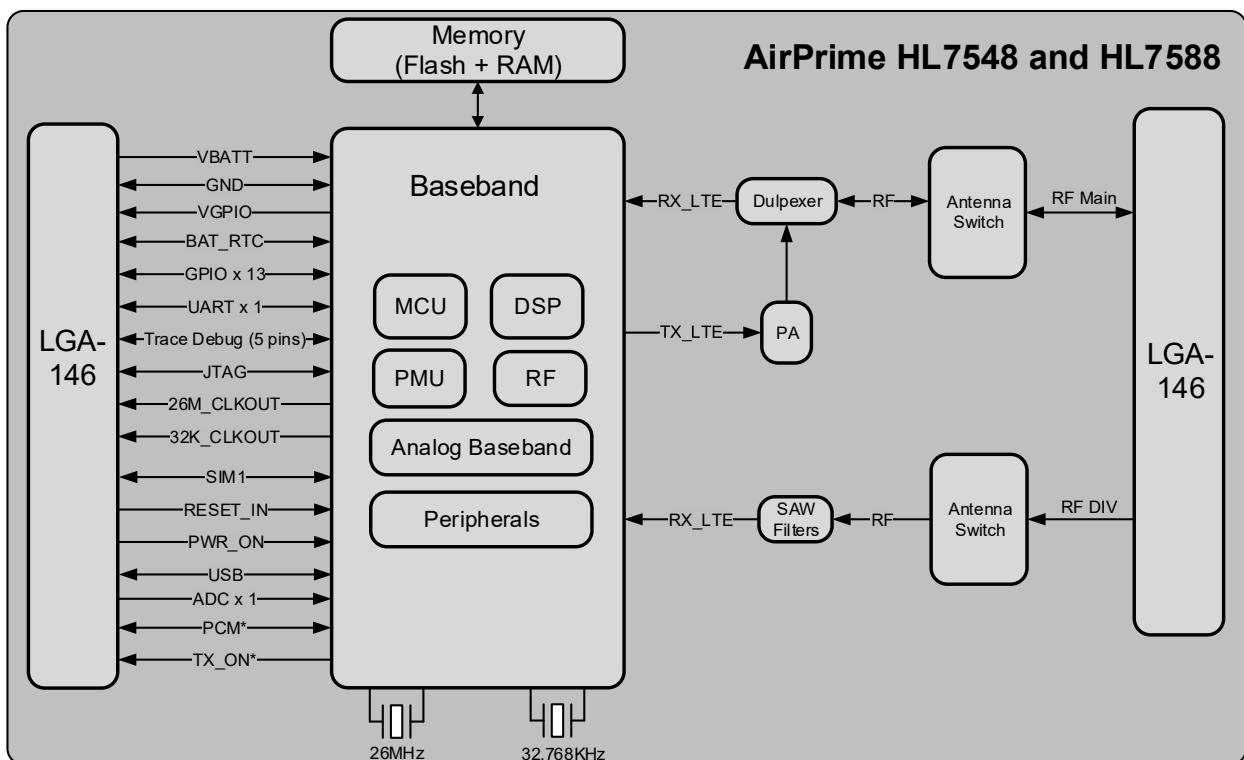 Memory
(Flash + RAM)
AirPrime HL7548 and HL7588
LGA-
146
VBATT
GND
VGPIO
BAT_RTC
GPIO x 13
UART x 1
Trace Debug (5 pins)
JTAG
26M_CLKOUT
32K_CLKOUT
SIM1
RESET_IN
PWR_ON
USB
ADC x 1
PCM*
TX_ON*
Baseband
MCU
DSP
PMU
RF
Analog Baseband
Peripherals
26MHz
32.768KHz
RX_LTE
Dulpexer
RF
Antenna
Switch
RF Main
TX_LTE
PA
RX_LTE
SAW
Filters
RF
Antenna
Switch
RF DIV
LGA-
146